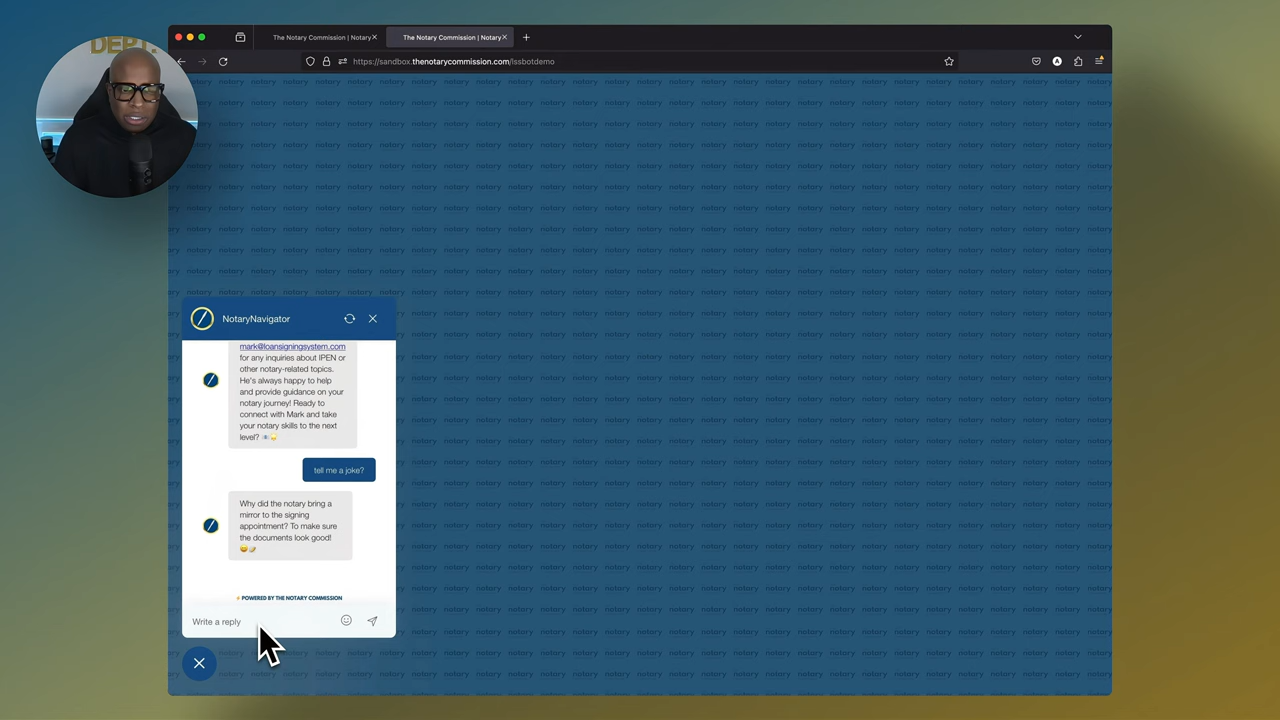 DEPT.
The Notary Commission | Notary
The Notary Commission | Notary
https://sandbox.thenotarycommission.com/lssbotdemo
A
NotaryNavigator
mark@loansigningsystem.com
for any inquiries about IPEN or
other notary-related topics.
He's always happy to help
and provide guidance on your
notary journey! Ready to
connect with Mark and take
your notary skills to the next
level?
tell me a joke?
Why did the notary bring a
mirror to the signing
appointment? To make sure
the documents look good!
POWERED BY THE NOTARY COMMISSION
Write a reply
notary